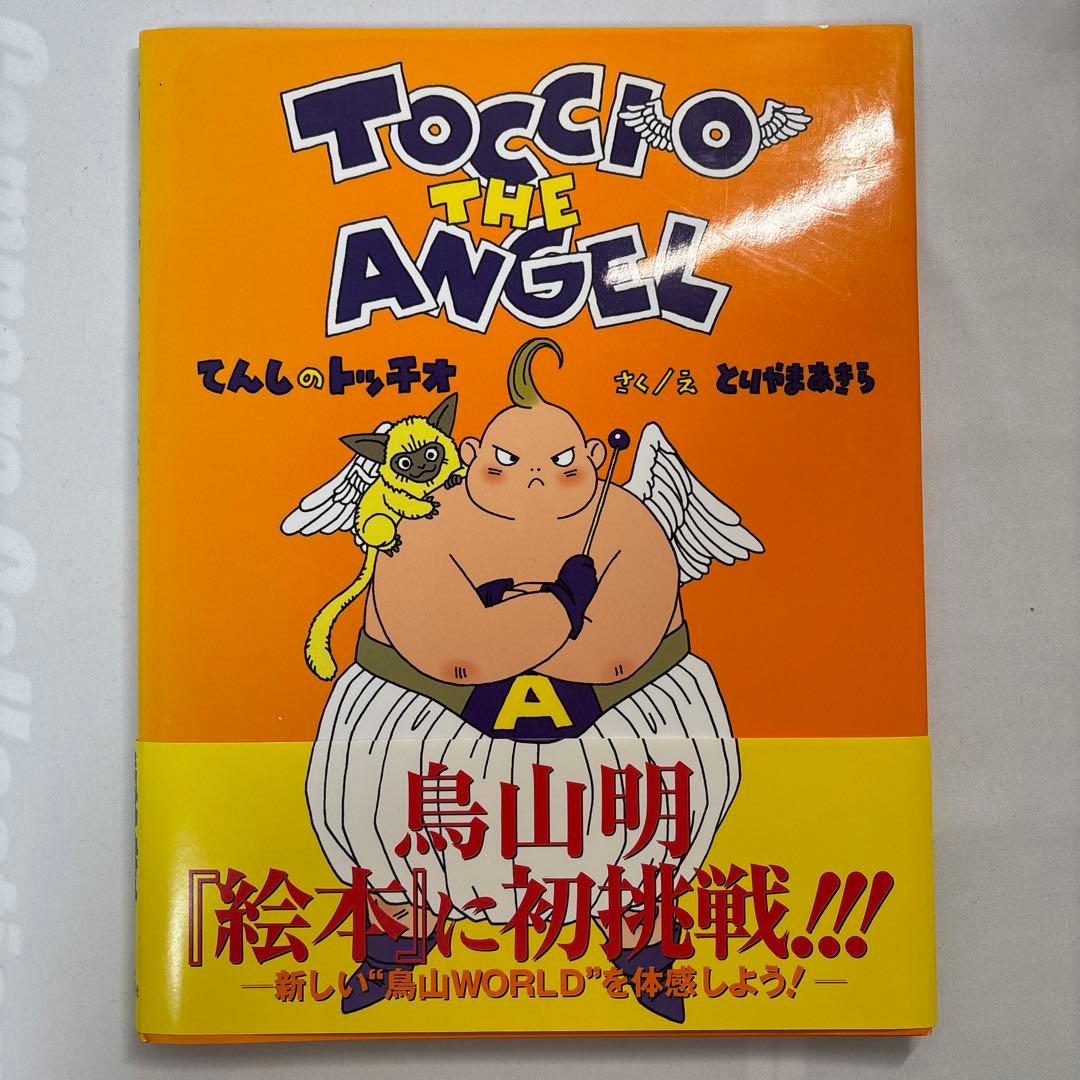 TOCCIO
THE
ANGEL
てんしのトッチオ
さく/え とりやまあきら
A
鳥山明
『絵本』に初挑戦!!!
—新しい“鳥山WORLD”を体感しよう!—